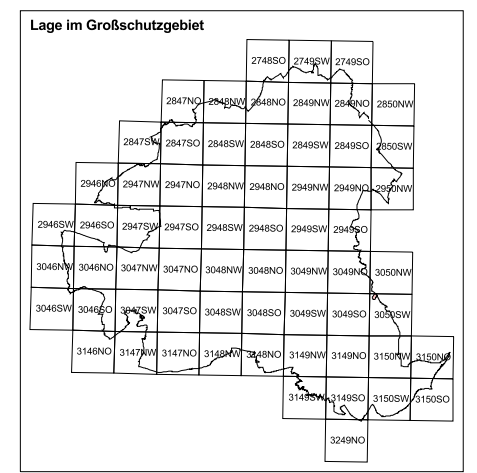 Lage im Großschutzgebiet
2748SO 2749SW 2749SO
2847NO 2848NW 2848NO 2849NW 2849NO 2850NW
2847SW 2847SO 2848SW 2848SO 2849SW 2849SO 2850SW
2946NO 2947NW 2947NO 2948NW 2948NO 2949NW 2949NO 2950NW
2946SW 2946SO 2947SW 2947SO 2948SW 2948SO 2949SW 2949SO
3046NW 3046NO 3047NW 3047NO 3048NW 3048NO 3049NW 3049NO 3050NW
3046SW 3046SO 3047SW 3047SO 3048SW 3048SO 3049SW 3049SO 3050SW
3146NO 3147NW 3147NO 3148NW 3148NO 3149NW 3149NO 3150NW 3150NO
3149SW 3149SO 3150SW 3150SO
3249NO